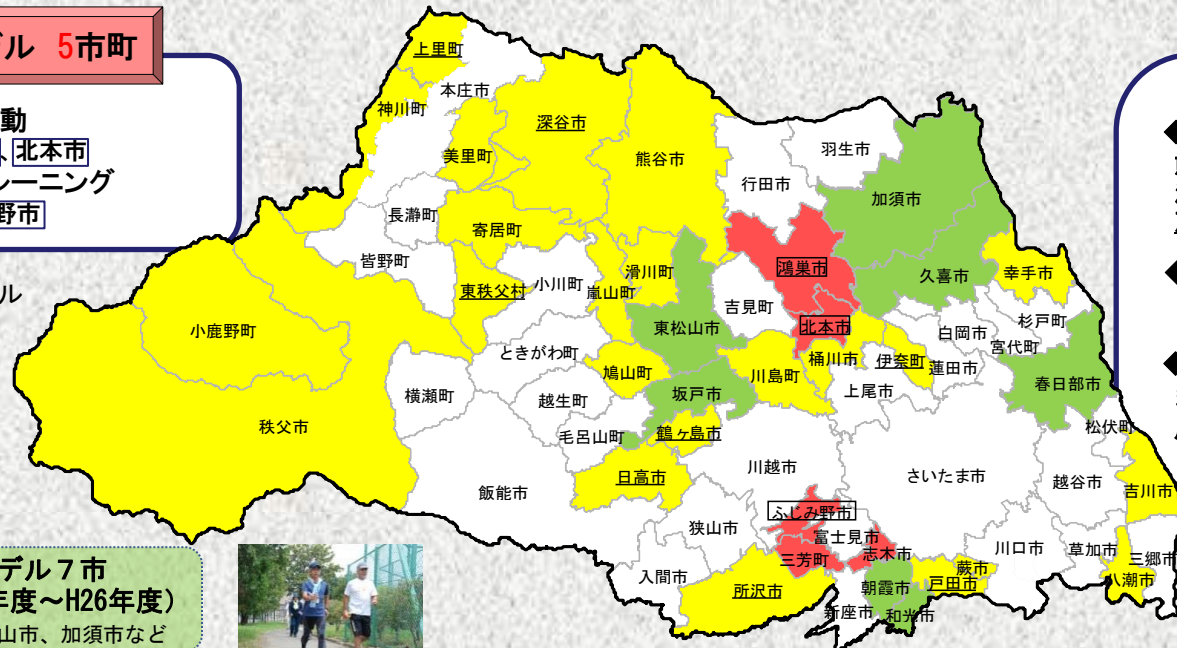 デル 5市町
動
、北本市
レーニング
野市
ル
上里町
本庄市
神川町
深谷市
美里町
熊谷市
羽生市
行田市
加須市
長瀞町
寄居町
皆野町
鴻巣市
久喜市
幸手市
滑川町
小川町
東秩父村
嵐山町
吉見町
小鹿野町
東松山市
北本市
杉戸町
白岡市
宮代町
ときがわ町
桶川市
伊奈町
蓮田市
鳩山町
川島町
春日部市
横瀬町
坂戸市
上尾市
越生町
秩父市
毛呂山町
鶴ヶ島市
松伏町
川越市
さいたま市
日高市
越谷市
飯能市
吉川市
ふじみ野市
狭山市
富士見市
川口市
草加市
三郷市
三芳町
志木市
蕨市
入間市
朝霞市
戸田市
八潮市
所沢市
新座市
和光市
デル7市
年度～H26年度）
山市、加須市など